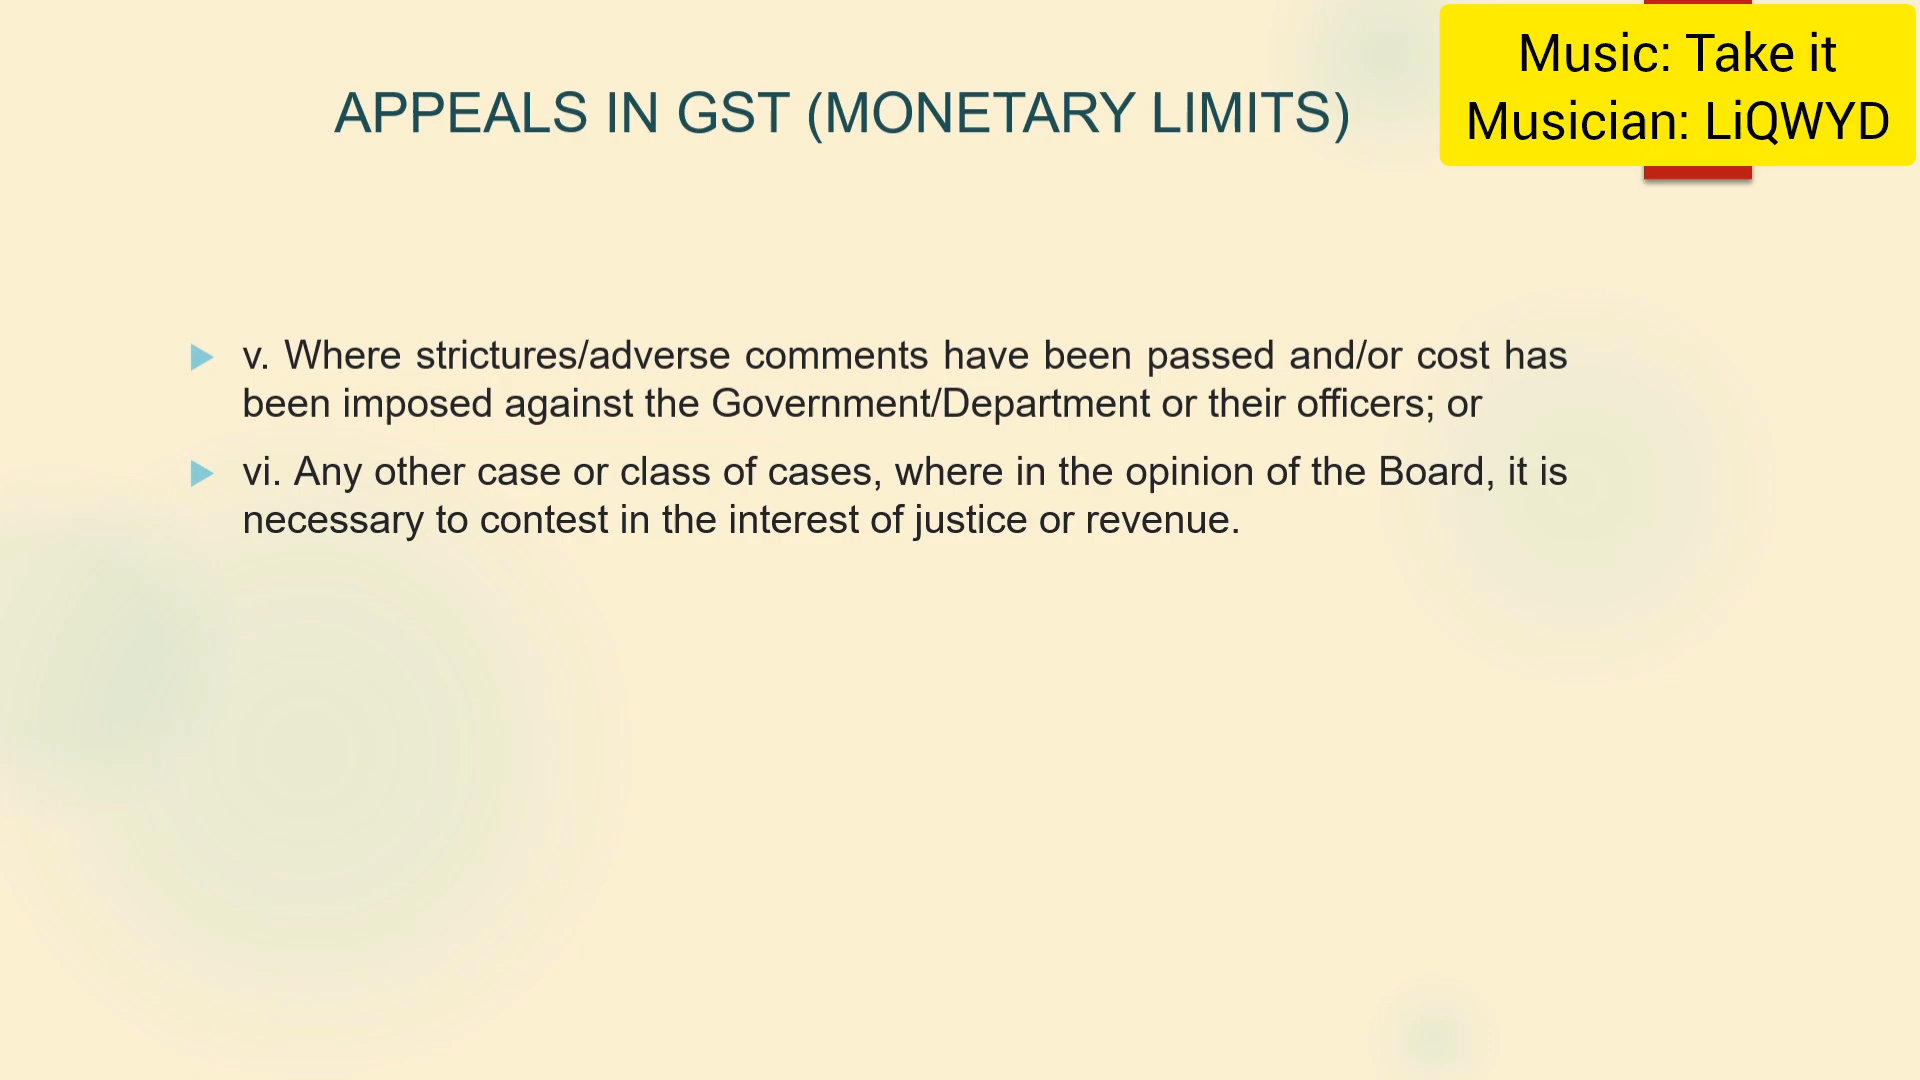 APPEALS IN GST (MONETARY LIMITS)
Music: Take it
Musician: LiQWYD
v. Where strictures/adverse comments have been passed and/or cost has
been imposed against the Government/Department or their officers; or
vi. Any other case or class of cases, where in the opinion of the Board, it is
necessary to contest in the interest of justice or revenue.